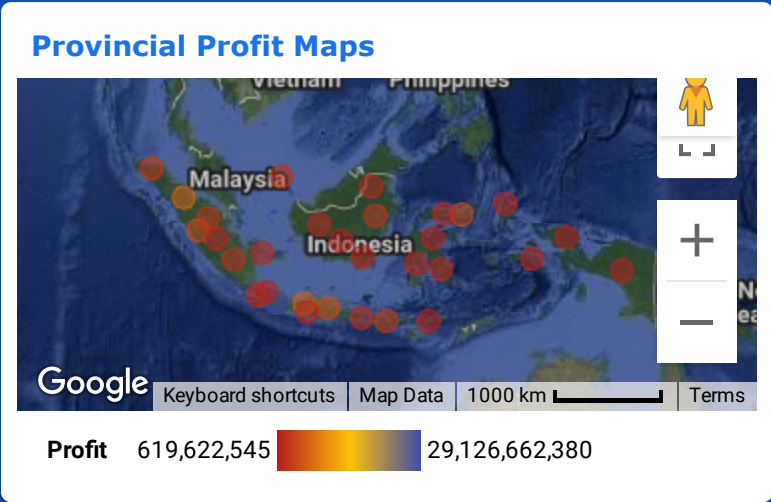 Provincial Profit Maps
Vietnam Philippines
Malaysia
Indonesia
Google
Keyboard shortcuts Map Data 1000 km Terms
Profit 619,622,545 29,126,662,380